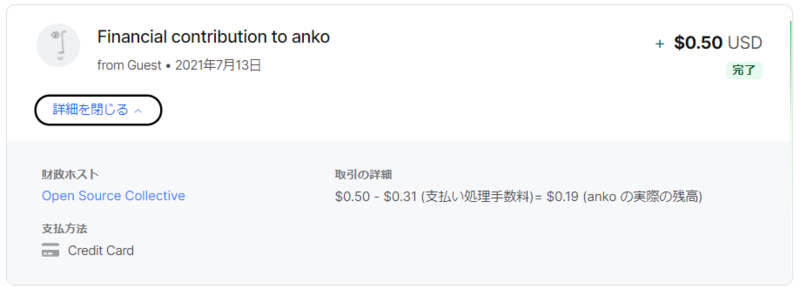 Financial contribution to anko
+ $0.50 USD
from Guest • 2021年7月13日
完了
詳細を閉じる
財政ホスト
Open Source Collective
取引の詳細
$0.50 - $0.31 (支払い処理手数料)= $0.19 (anko の実際の残高)
支払方法
Credit Card